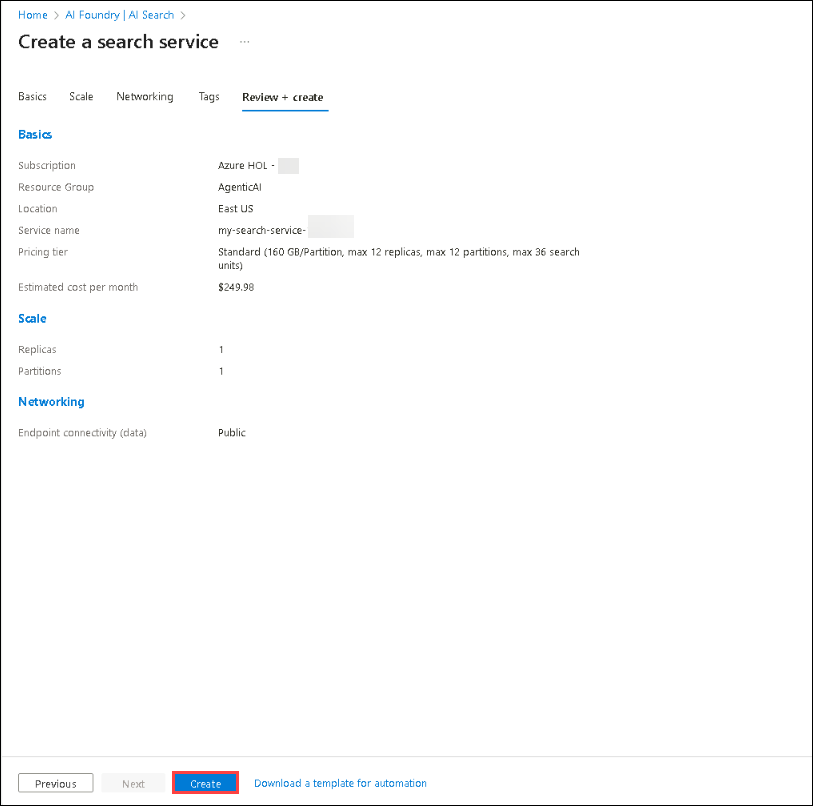 Home > AI Foundry | AI Search >
Create a search service ...
Basics Scale Networking Tags Review + create
Basics
Subscription Azure HOL -
Resource Group AgenticAI
Location East US
Service name my-search-service-
Pricing tier Standard (160 GB/Partition, max 12 replicas, max 12 partitions, max 36 search
units)
Estimated cost per month $249.98
Scale
Replicas 1
Partitions 1
Networking
Endpoint connectivity (data) Public
Previous Next Create Download a template for automation